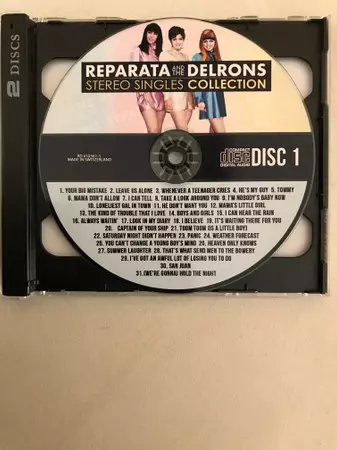 2 DISCS
REPARATA AND THE DELRONS
STEREO SINGLES COLLECTION
MADE IN SWITZERLAND
COMPACT
disc
DIGITAL AUDIO
DISC 1
1. YOUR BIG MISTAKE 2. LEAVE US ALONE 3. WHENEVER A TEENAGER CRIES 4. HE'S MY GUY 5. TOMMY
6. MAMA DON'T ALLOW 7. I CAN TELL 8. TAKE A LOOK AROUND YOU 9. I'M NOBODY'S BABY NOW
10. LONELIEST GAL IN TOWN 11. HE DON'T WANT YOU 12. MAMA'S LITTLE GIRL
13. THE KIND OF TROUBLE THAT I LOVE 14. BOYS AND GIRLS 15. I CAN HEAR THE RAIN
16. ALWAYS WAITIN' 17. LOOK IN MY DIARY 18. I BELIEVE 19. IT'S WAITING THERE FOR YOU
20. CAPTAIN OF YOUR SHIP 21. TOOM TOOM (IS A LITTLE BOY)
22. SATURDAY NIGHT DIDN'T HAPPEN 23. PANIC 24. WEATHER FORECAST
25. YOU CAN'T CHANGE A YOUNG BOY'S MIND 26. HEAVEN ONLY KNOWS
27. SUMMER LAUGHTER 28. THAT'S WHAT SEND MEN TO THE BOWERY
29. I'VE GOT AN AWFUL LOT OF LOSING YOU TO DO
30. SAN JUAN
31. (WE'RE GONNA) HOLD THE NIGHT